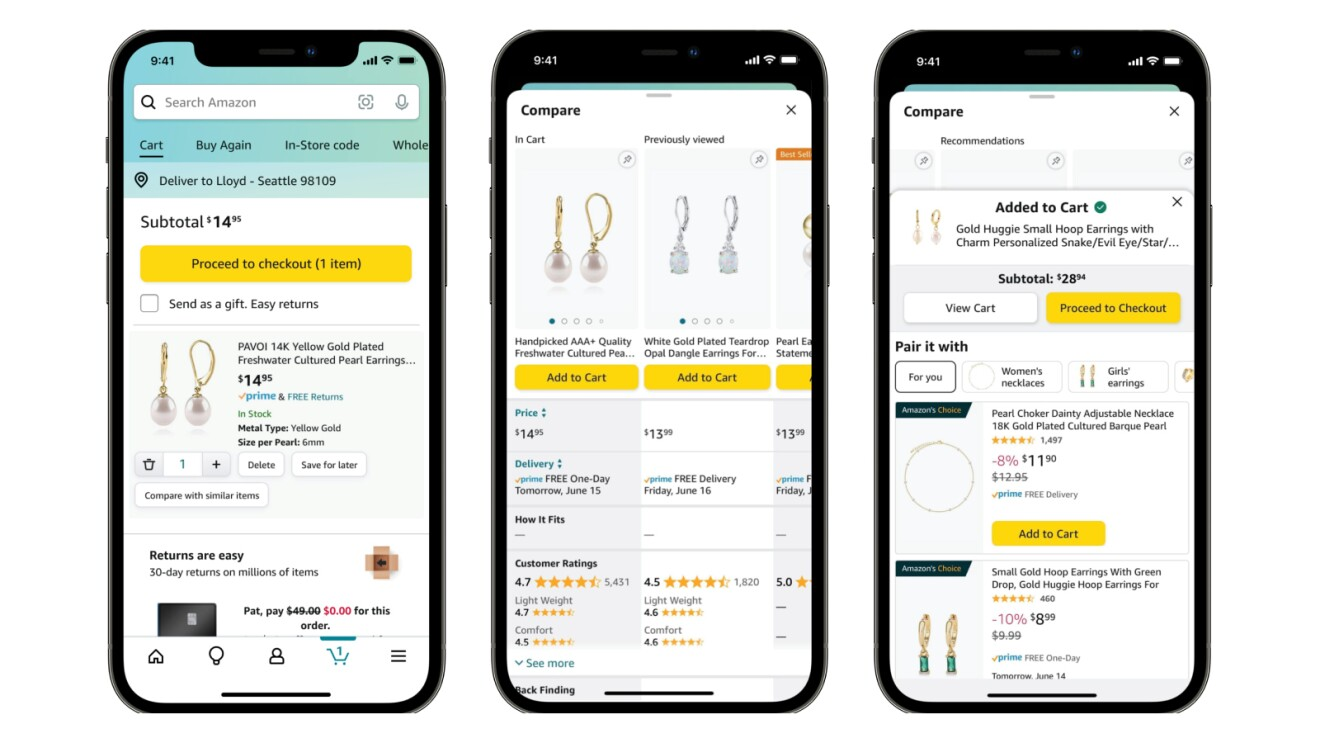 9:41
Search Amazon
Cart Buy Again In-Store code Whole
Deliver to Lloyd - Seattle 98109
Subtotal $14 95
Proceed to checkout (1 item)
Send as a gift. Easy returns
PAVOI 14K Yellow Gold Plated
Freshwater Cultured Pearl Earrings...
$14 95
prime & FREE Returns
In Stock
Metal Type: Yellow Gold
Size per Pearl: 6mm
1 + Delete Save for later
Compare with similar items
Returns are easy
30-day returns on millions of items
Pat, pay $49.00 $0.00 for this
order.
1
9:41
Compare
In Cart Previously viewed
Best Sell
Handpicked AAA+ Quality White Gold Plated Teardrop Pearl Ea
Freshwater Cultured Pea... Opal Dangle Earrings For... Stateme
Add to Cart Add to Cart
Price
$14 95 $13 99 $13 99
Delivery
prime FREE One-Day prime FREE Delivery prime F
Tomorrow, June 15 Friday, June 16 Friday, J
How It Fits
— — —
Customer Ratings
4.7 5,431 4.5 1,820 5.0
Light Weight Light Weight
4.7 4.6 —
Comfort Comfort
4.5 4.6 —
See more
Back Finding
9:41
Compare
Recommendations
Added to Cart
Gold Huggie Small Hoop Earrings with
Charm Personalized Snake/Evil Eye/Star/...
Subtotal: $28 94
View Cart Proceed to Checkout
Pair it with
For you Women's necklaces Girls' earrings
Amazon's Choice
Pearl Choker Dainty Adjustable Necklace
18K Gold Plated Cultured Barque Pearl
1,497
-8% $11 90
$12.95
prime FREE Delivery
Add to Cart
Amazon's Choice
Small Gold Hoop Earrings With Green
Drop, Gold Huggie Hoop Earrings For
460
-10% $8 99
$9.99
prime FREE One-Day
Tomorrow, June 14